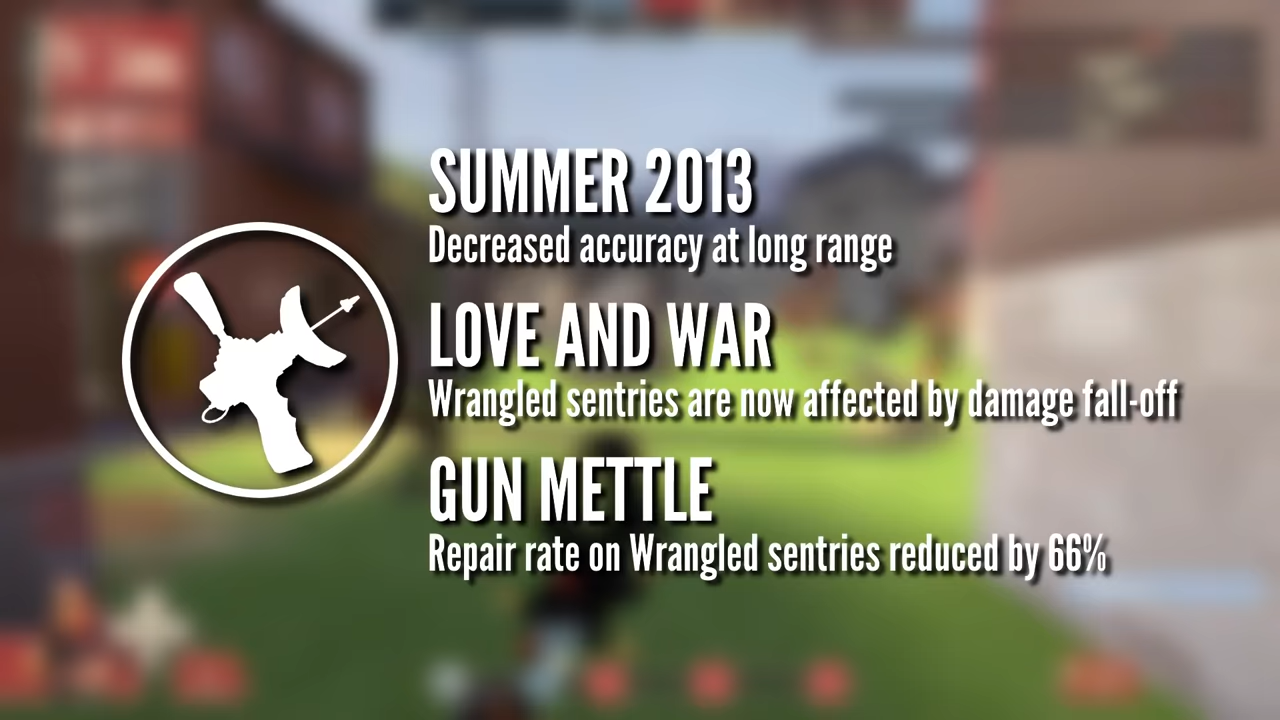 SUMMER 2013
Decreased accuracy at long range
LOVE AND WAR
Wrangled sentries are now affected by damage fall-off
GUN METTLE
Repair rate on Wrangled sentries reduced by 66%